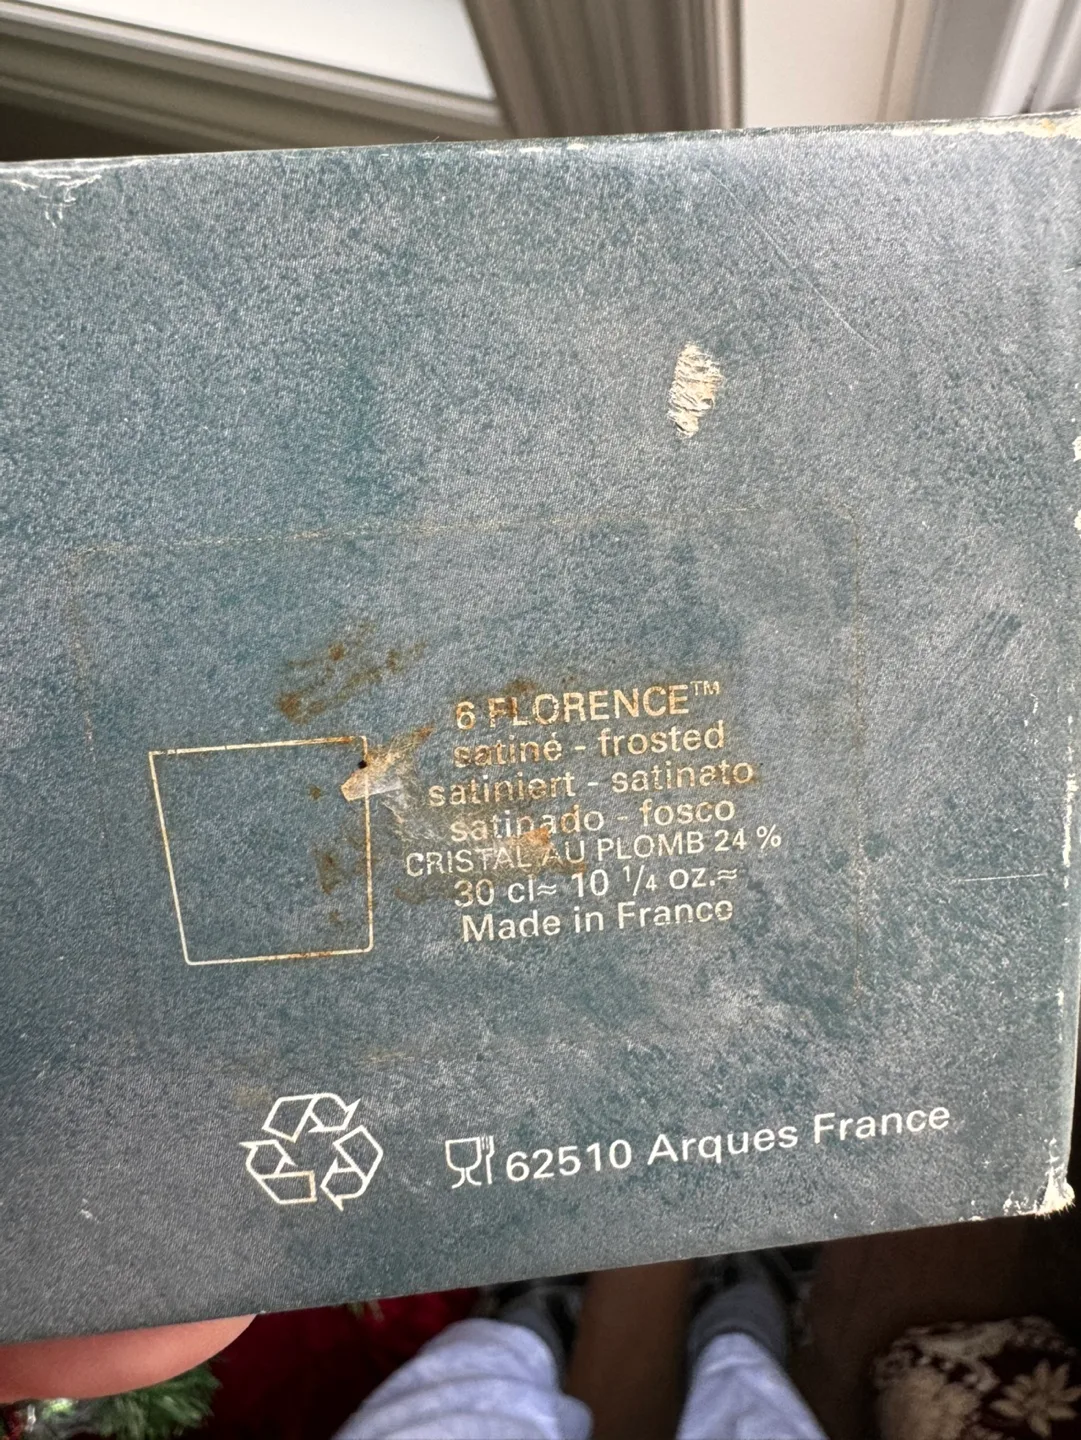 6 FLORENCE™
satiné - frosted
satiniert - satinato
satinado - fosco
CRISTAL AU PLOMB 24 %
30 cl≈ 10 1/4 oz.≈
Made in France
62510 Arques France